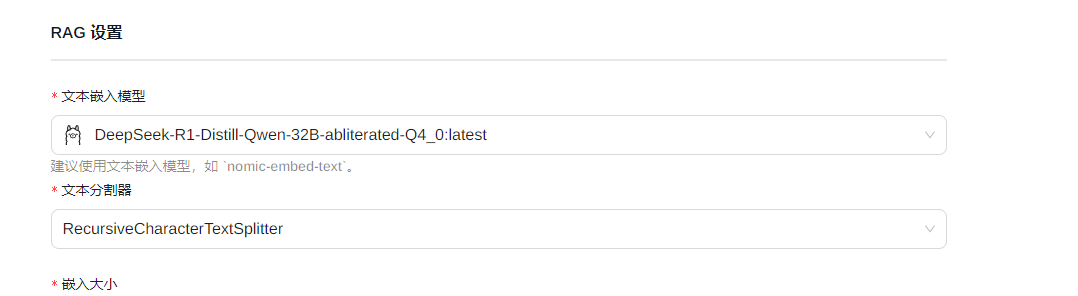 RAG 设置
* 文本嵌入模型
DeepSeek-R1-Distill-Qwen-32B-abliterated-Q4_0:latest
建议使用文本嵌入模型，如 `nomic-embed-text`。
* 文本分割器
RecursiveCharacterTextSplitter
* 嵌入大小